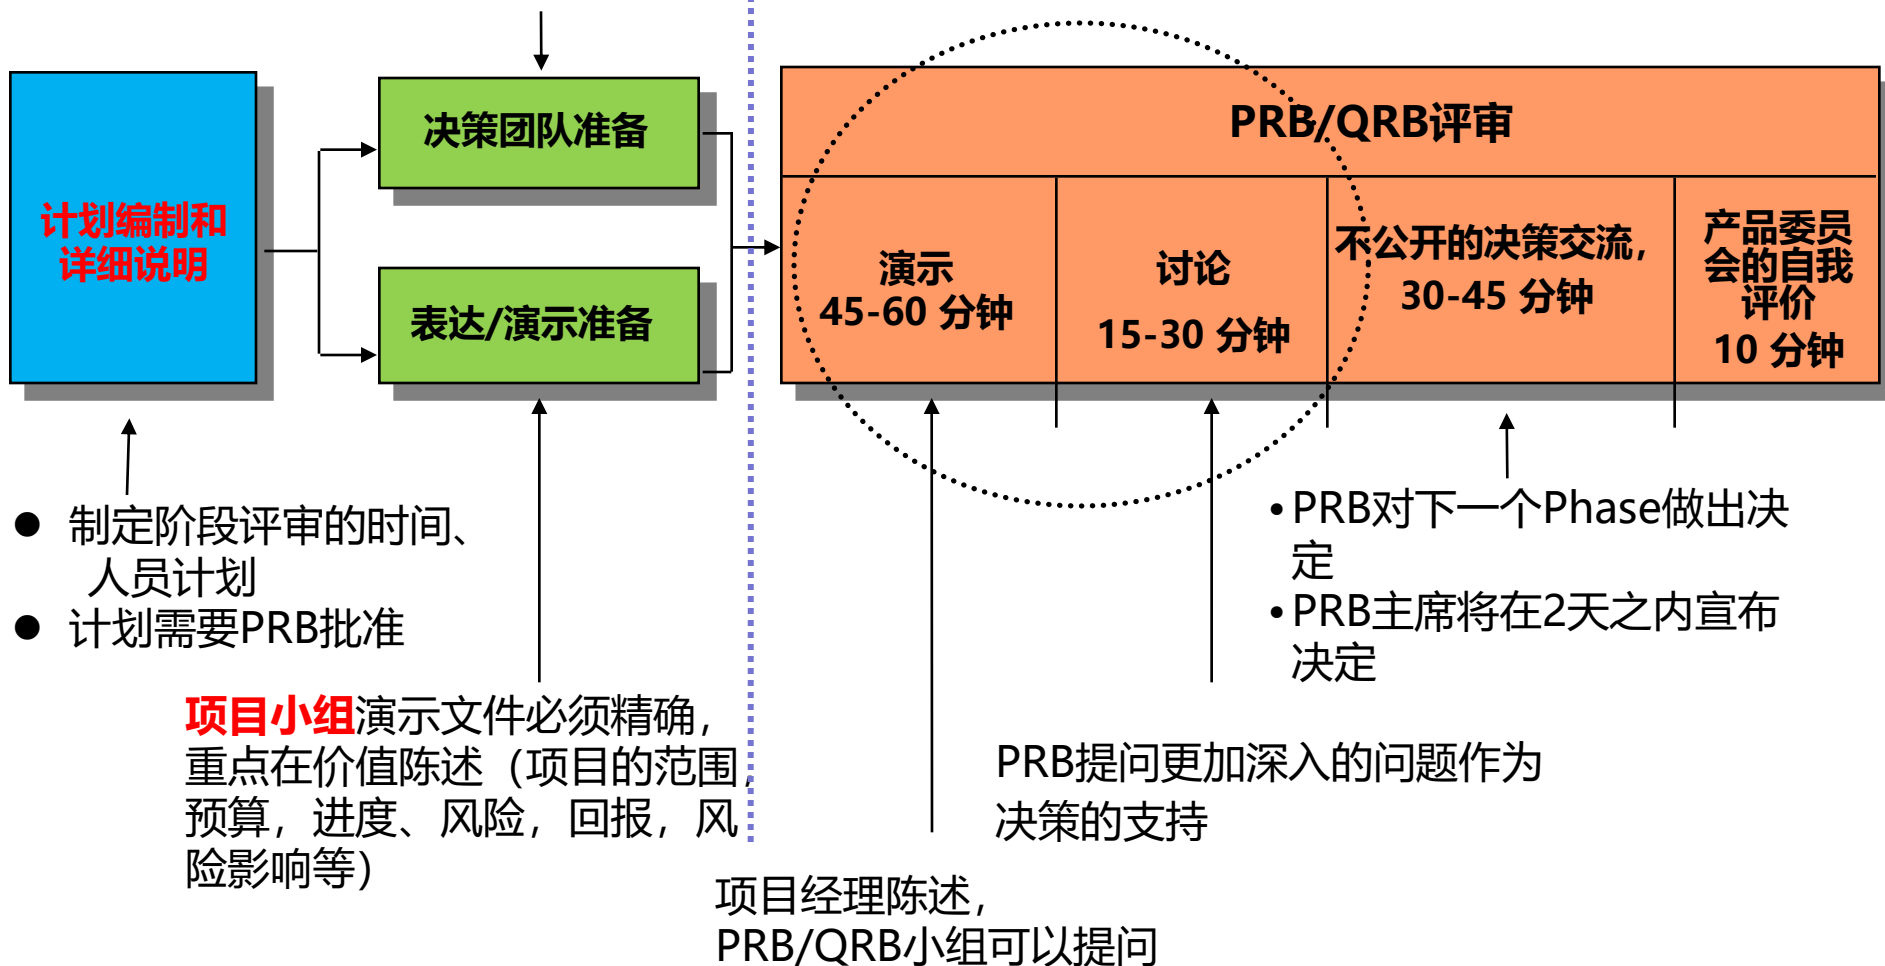 计划编制和
详细说明
决策团队准备
表达/演示准备
PRB/QRB评审
演示
45-60 分钟
讨论
15-30 分钟
不公开的决策交流，
30-45 分钟
产品委员
会的自我
评价
10 分钟
● 制定阶段评审的时间、
人员计划
● 计划需要PRB批准
项目小组演示文件必须精确，
重点在价值陈述（项目的范围，
预算，进度、风险，回报，风
险影响等）
项目经理陈述，
PRB/QRB小组可以提问
PRB提问更加深入的问题作为
决策的支持
•PRB对下一个Phase做出决
定
•PRB主席将在2天之内宣布
决定